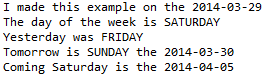 I made this example on the 2014-03-29
The day of the week is SATURDAY
Yesterday was FRIDAY
Tomorrow is SUNDAY the 2014-03-30
Coming Saturday is the 2014-04-05